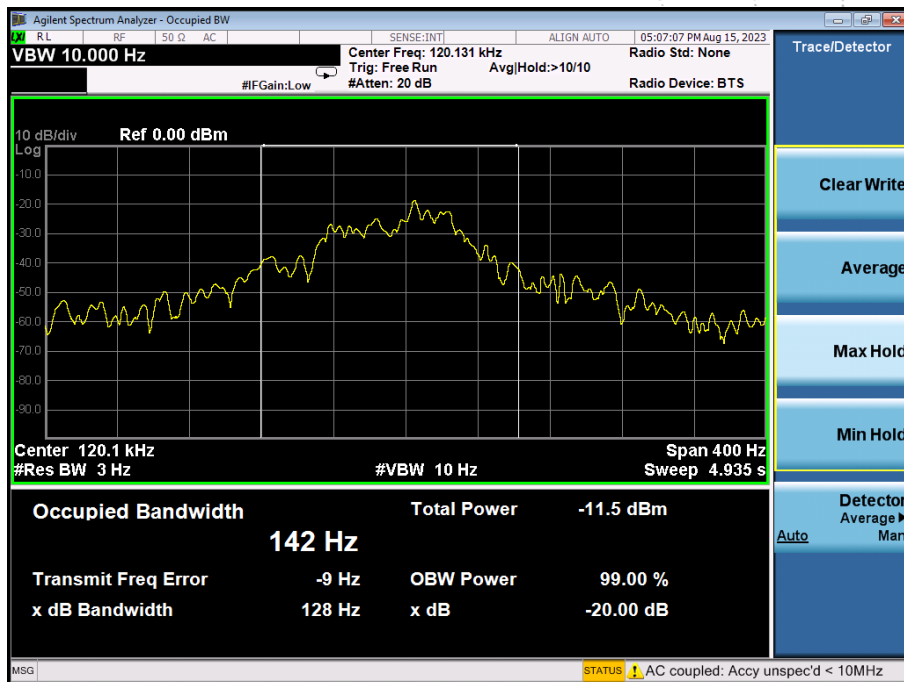 Agilent Spectrum Analyzer - Occupied BW
LXI RL RF 50 Ω AC SENSE:INT ALIGN AUTO 05:07:07 PM Aug 15, 2023
VBW 10.000 Hz
Center Freq: 120.131 kHz
Radio Std: None
Trig: Free Run
Avg|Hold:>10/10
#IFGain:Low
#Atten: 20 dB
Radio Device: BTS
10 dB/div
Ref 0.00 dBm
Log
-10.0
-20.0
-30.0
-40.0
-50.0
-60.0
-70.0
-80.0
-90.0
Center 120.1 kHz
Span 400 Hz
#Res BW 3 Hz
#VBW 10 Hz
Sweep 4.935 s
Occupied Bandwidth
Total Power -11.5 dBm
142 Hz
Transmit Freq Error -9 Hz
OBW Power 99.00 %
x dB Bandwidth 128 Hz
x dB -20.00 dB
Trace/Detector
Clear Write
Average
Max Hold
Min Hold
Detector
Average
Auto Man
MSG
STATUS
AC coupled: Accy unspec'd < 10MHz